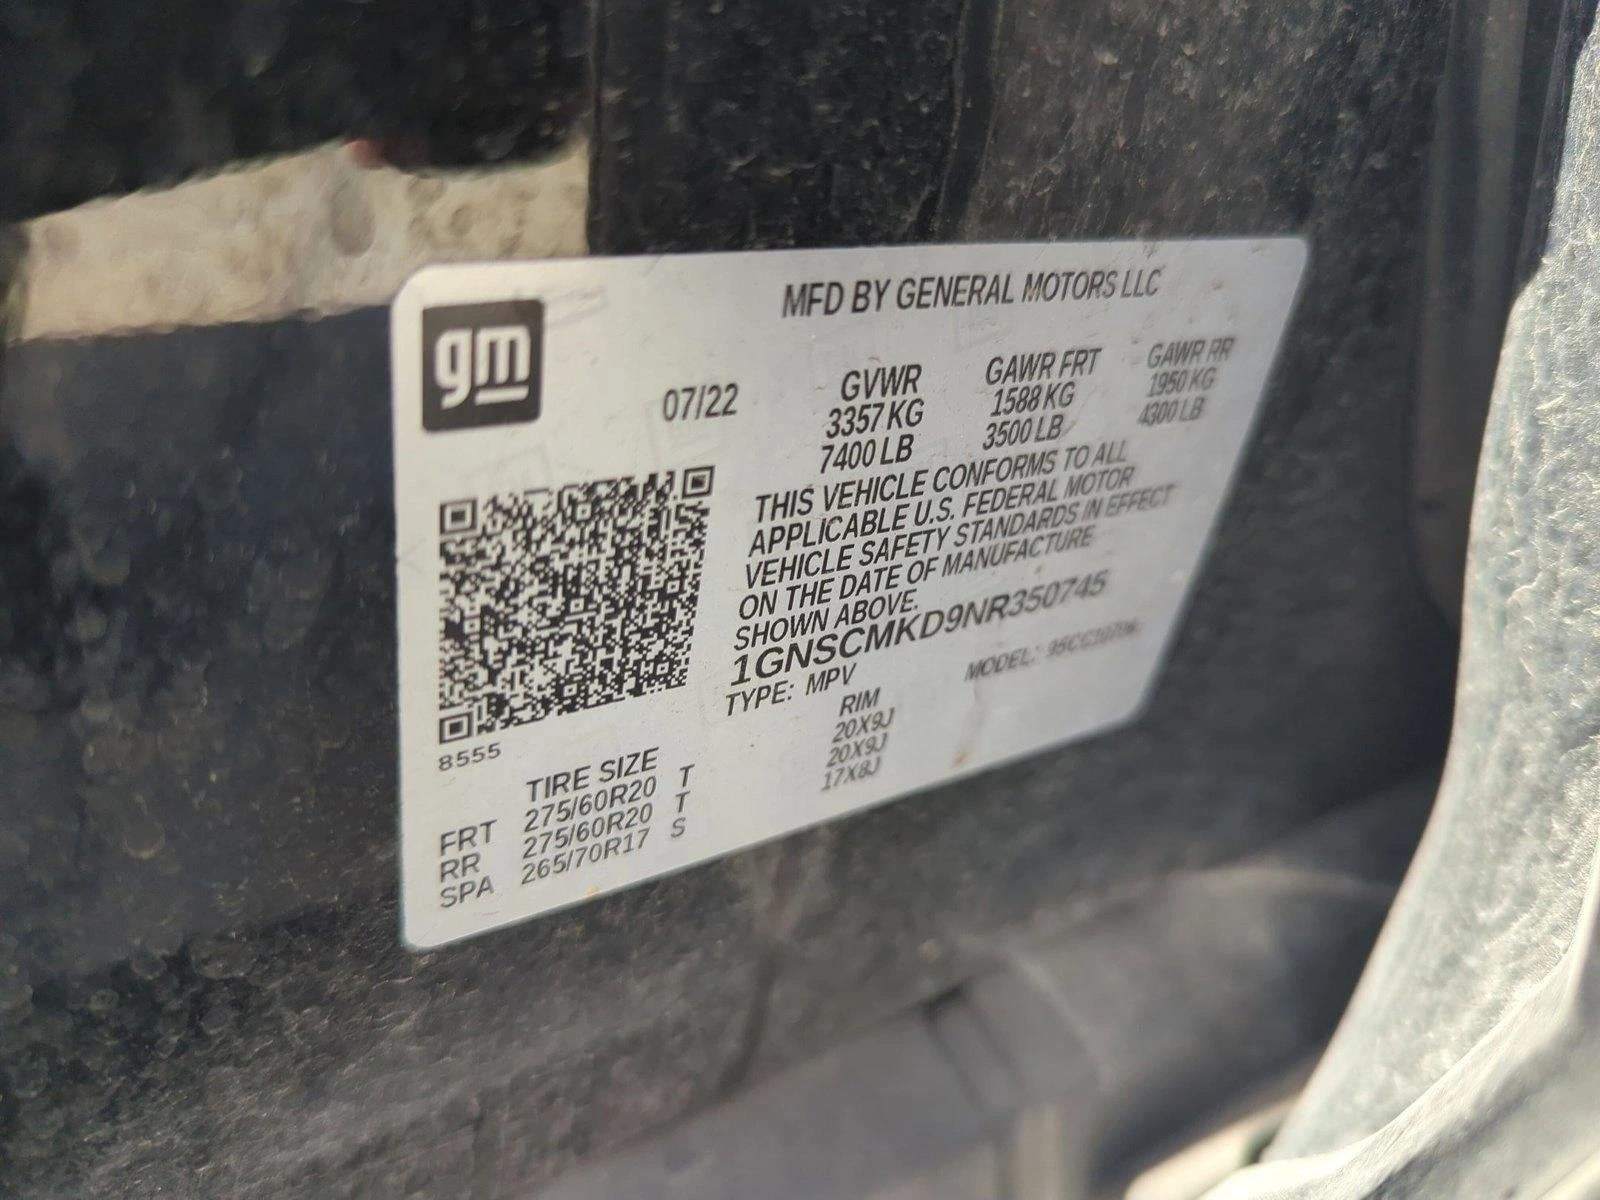 MFD BY GENERAL MOTORS LLC
gm
07/22 GVWR GAWR FRT GAWR RR
3357 KG 1588 KG 1950 KG
7400 LB 3500 LB 4300 LB
THIS VEHICLE CONFORMS TO ALL
APPLICABLE U.S. FEDERAL MOTOR
VEHICLE SAFETY STANDARDS IN EFFECT
ON THE DATE OF MANUFACTURE
SHOWN ABOVE.
1GNSCMKD9NR350745
TYPE: MPV MODEL:
8555
TIRE SIZE RIM
FRT 275/60R20 T 20X9J
RR 275/60R20 T 20X9J
SPA 265/70R17 S 17X8J